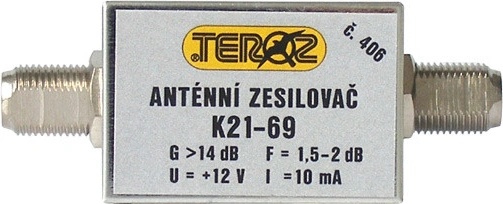 ®TEROZ
č. 406
ANTÉNNÍ ZESILOVAČ
K21-69
G >14 dB F = 1,5-2 dB
U = +12 V I = 10 mA